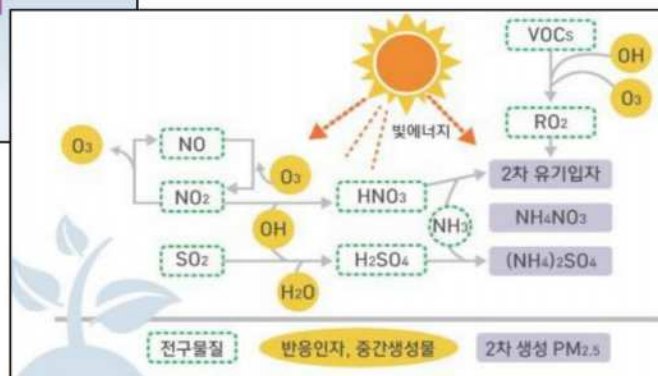 VOCs
OH
O3
RO2
빛에너지
O3
NO
O3
NO2
HNO3
2차 유기입자
OH
NH3
NH4NO3
SO2
H2SO4
(NH4)2SO4
H2O
전구물질
반응인자, 중간생성물
2차 생성 PM2.5